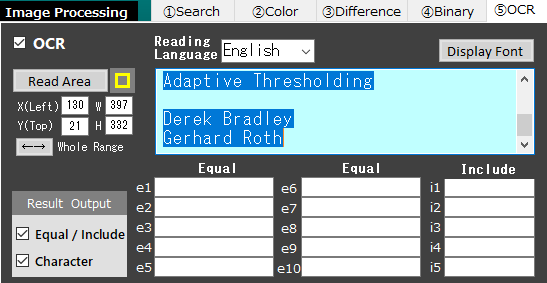 Image Processing ①Search ②Color ③Difference ④Binary ⑤OCR
OCR
Reading Language English Display Font
Read Area
X(Left) 130 W 397
Y(Top) 21 H 332
←→ Whole Range
Adaptive Thresholding
Derek Bradley
Gerhard Roth
Equal Equal Include
e1 e6 i1
e2 e7 i2
e3 e8 i3
e4 e9 i4
e5 e10 i5
Result Output
Equal / Include
Character